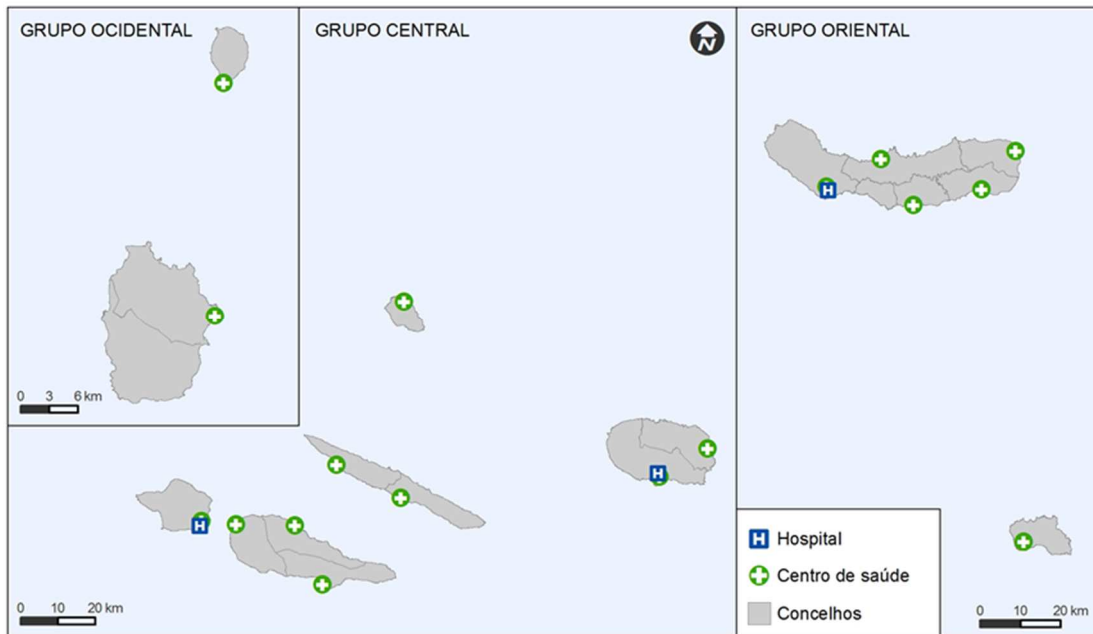 GRUPO OCIDENTAL
GRUPO CENTRAL
N
GRUPO ORIENTAL
0 3 6 km
H
H
H
0 10 20 km
H Hospital
Centro de saúde
Concelhos
0 10 20 km